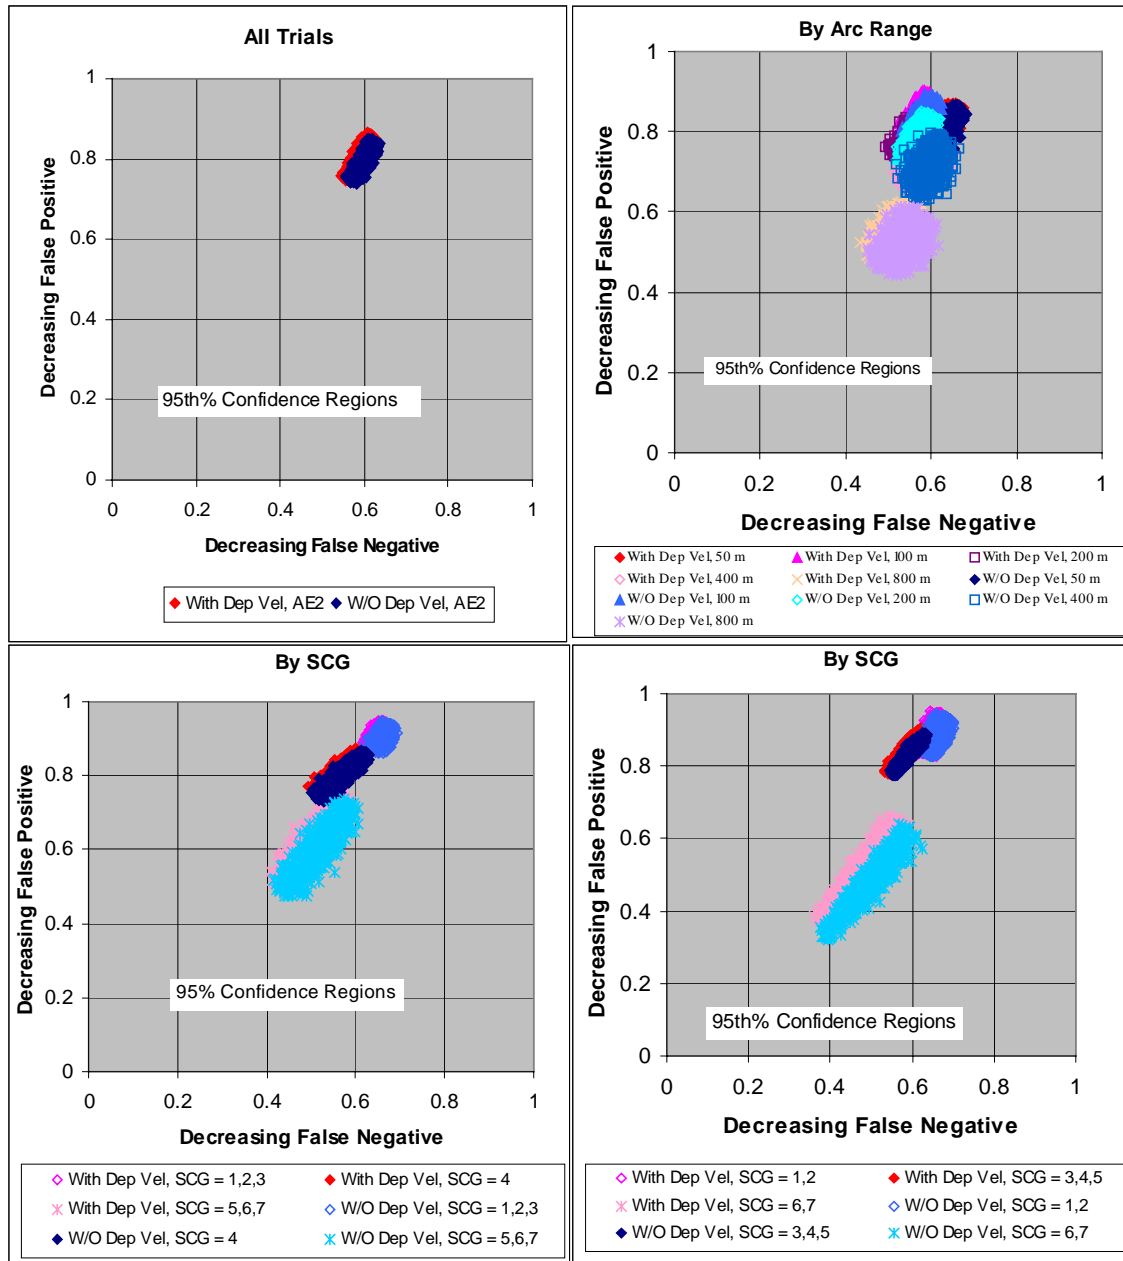 All Trials
Decreasing False Positive
1
0.8
0.6
0.4
0.2
0
95th% Confidence Regions
0 0.2 0.4 0.6 0.8 1
Decreasing False Negative
With Dep Vel, AE2 W/O Dep Vel, AE2
By Arc Range
Decreasing False Positive
1
0.8
0.6
0.4
0.2
0
95th% Confidence Regions
0 0.2 0.4 0.6 0.8 1
Decreasing False Negative
With Dep Vel, 50 m With Dep Vel, 100 m With Dep Vel, 200 m
With Dep Vel, 400 m With Dep Vel, 800 m W/O Dep Vel, 50 m
W/O Dep Vel, 100 m W/O Dep Vel, 200 m W/O Dep Vel, 400 m
W/O Dep Vel, 800 m
By SCG
Decreasing False Positive
1
0.8
0.6
0.4
0.2
0
95% Confidence Regions
0 0.2 0.4 0.6 0.8 1
Decreasing False Negative
With Dep Vel, SCG = 1,2,3 With Dep Vel, SCG = 4
With Dep Vel, SCG = 5,6,7 W/O Dep Vel, SCG = 1,2,3
W/O Dep Vel, SCG = 4 W/O Dep Vel, SCG = 5,6,7
By SCG
Decreasing False Positive
1
0.8
0.6
0.4
0.2
0
95th% Confidence Regions
0 0.2 0.4 0.6 0.8 1
Decreasing False Negative
With Dep Vel, SCG = 1,2 With Dep Vel, SCG = 3,4,5
With Dep Vel, SCG = 6,7 W/O Dep Vel, SCG = 1,2
W/O Dep Vel, SCG = 3,4,5 W/O Dep Vel, SCG = 6,7